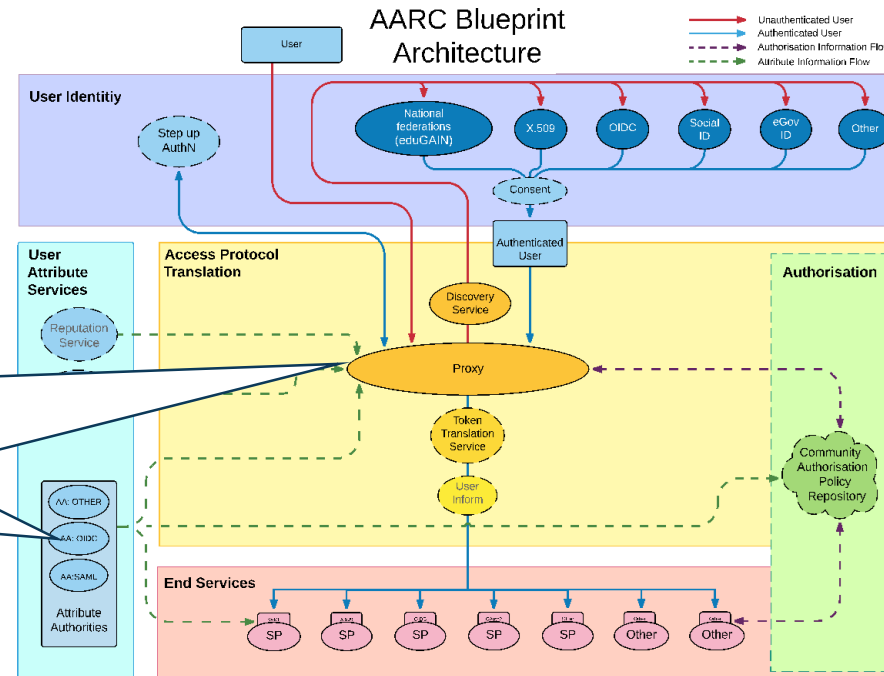 AARC Blueprint
Architecture
Unauthenticated User
Authenticated User
Authorisation Information Flo
Attribute Information Flow
User
User Identitiy
Step up
AuthN
National
federations
(eduGAIN)
X.509
OIDC
Social
ID
eGov
ID
Other
Consent
Authenticated
User
User
Attribute
Services
Access Protocol
Translation
Authorisation
Reputation
Service
Discovery
Service
Proxy
Token
Translation
Service
User
Inform
Community
Authorisation
Policy
Repository
AA: OTHER
AA: OIDC
AA:SAML
Attribute
Authorities
End Services
SP
SP
SP
SP
SP
Other
Other